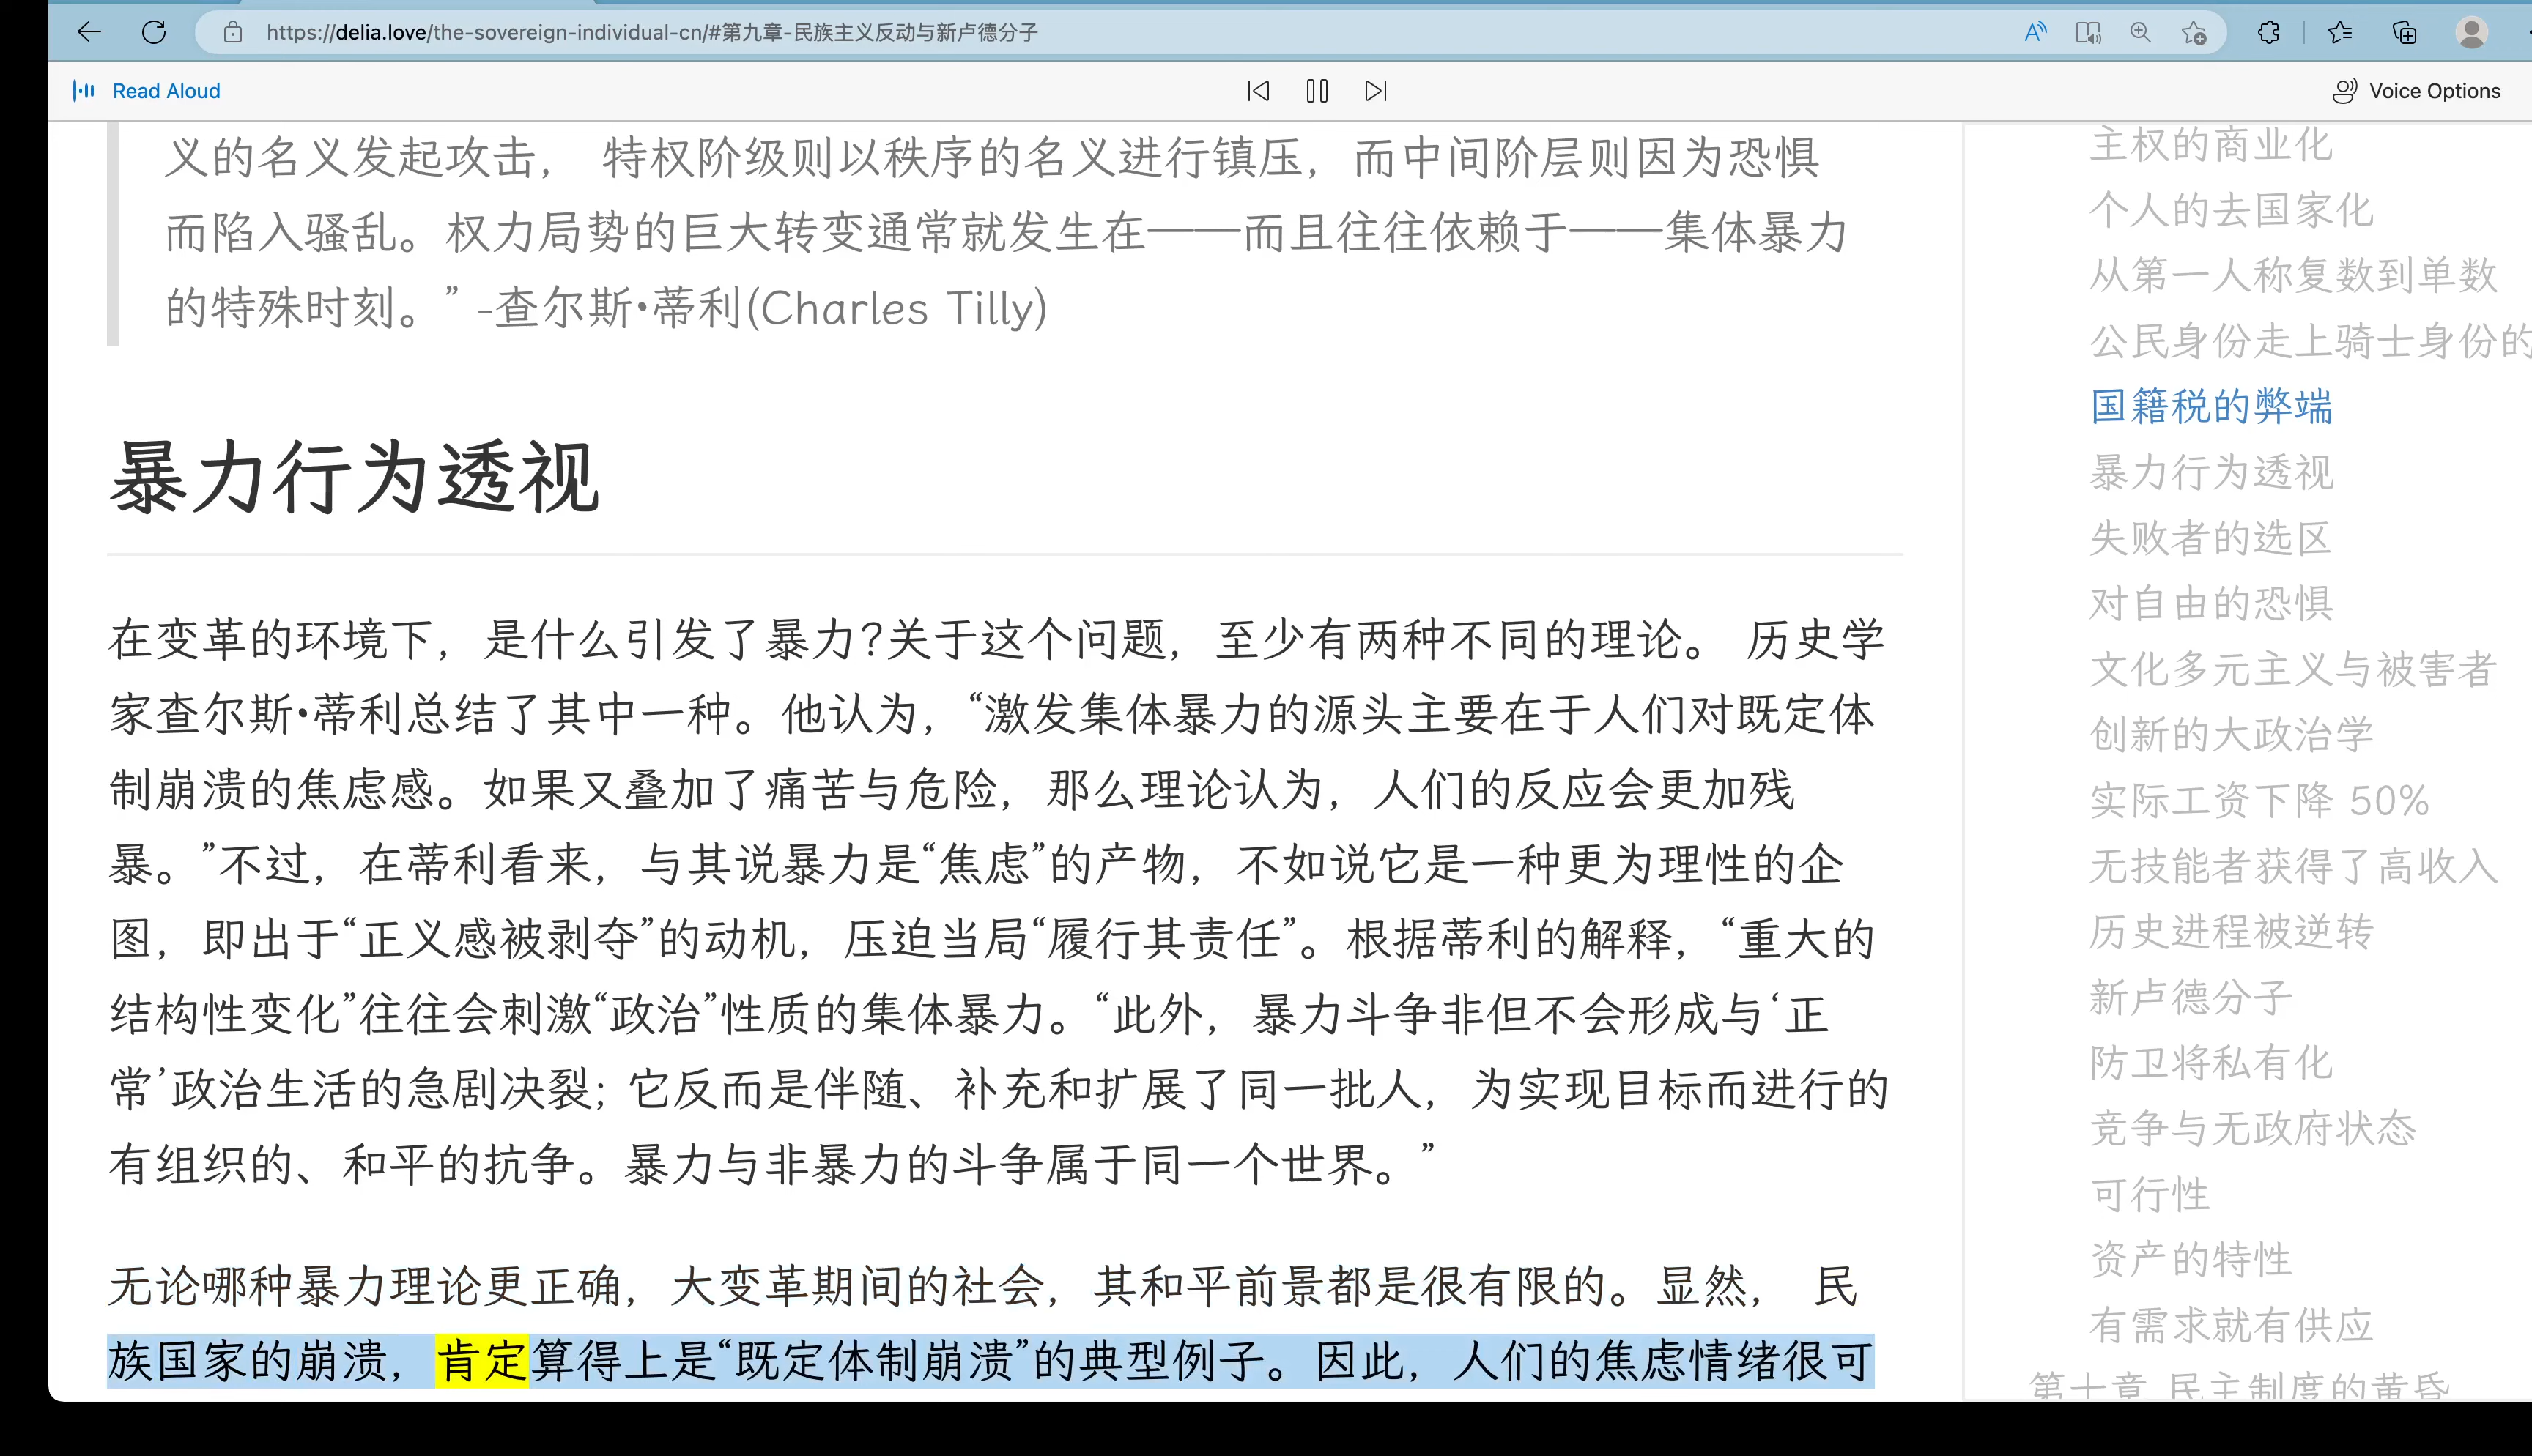 https://delia.love/the-sovereign-individual-cn/#第九章-民族主义反动与新卢德分子
Read Aloud
Voice Options
义的名义发起攻击， 特权阶级则以秩序的名义进行镇压，而中间阶层则因为恐惧
而陷入骚乱。权力局势的巨大转变通常就发生在——而且往往依赖于——集体暴力
的特殊时刻。” -查尔斯•蒂利(Charles Tilly)
暴力行为透视
在变革的环境下，是什么引发了暴力?关于这个问题，至少有两种不同的理论。 历史学
家查尔斯•蒂利总结了其中一种。他认为，“激发集体暴力的源头主要在于人们对既定体
制崩溃的焦虑感。如果又叠加了痛苦与危险，那么理论认为，人们的反应会更加残
暴。”不过，在蒂利看来，与其说暴力是“焦虑”的产物，不如说它是一种更为理性的企
图，即出于“正义感被剥夺”的动机，压迫当局“履行其责任”。根据蒂利的解释，“重大的
结构性变化”往往会刺激“政治”性质的集体暴力。“此外，暴力斗争非但不会形成与‘正
常’政治生活的急剧决裂; 它反而是伴随、补充和扩展了同一批人，为实现目标而进行的
有组织的、和平的抗争。暴力与非暴力的斗争属于同一个世界。”
无论哪种暴力理论更正确，大变革期间的社会，其和平前景都是很有限的。显然， 民
族国家的崩溃，肯定算得上是“既定体制崩溃”的典型例子。因此，人们的焦虑情绪很可
主权的商业化
个人的去国家化
从第一人称复数到单数
公民身份走上骑士身份的
国籍税的弊端
暴力行为透视
失败者的选区
对自由的恐惧
文化多元主义与被害者
创新的大政治学
实际工资下降 50%
无技能者获得了高收入
历史进程被逆转
新卢德分子
防卫将私有化
竞争与无政府状态
可行性
资产的特性
有需求就有供应
第十章 民主制度的黄昏